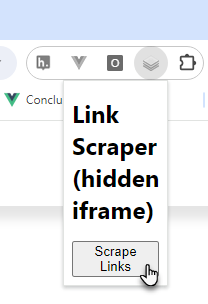 h.
O
Conclu
Link
Scraper
(hidden
iframe)
Scrape
Links